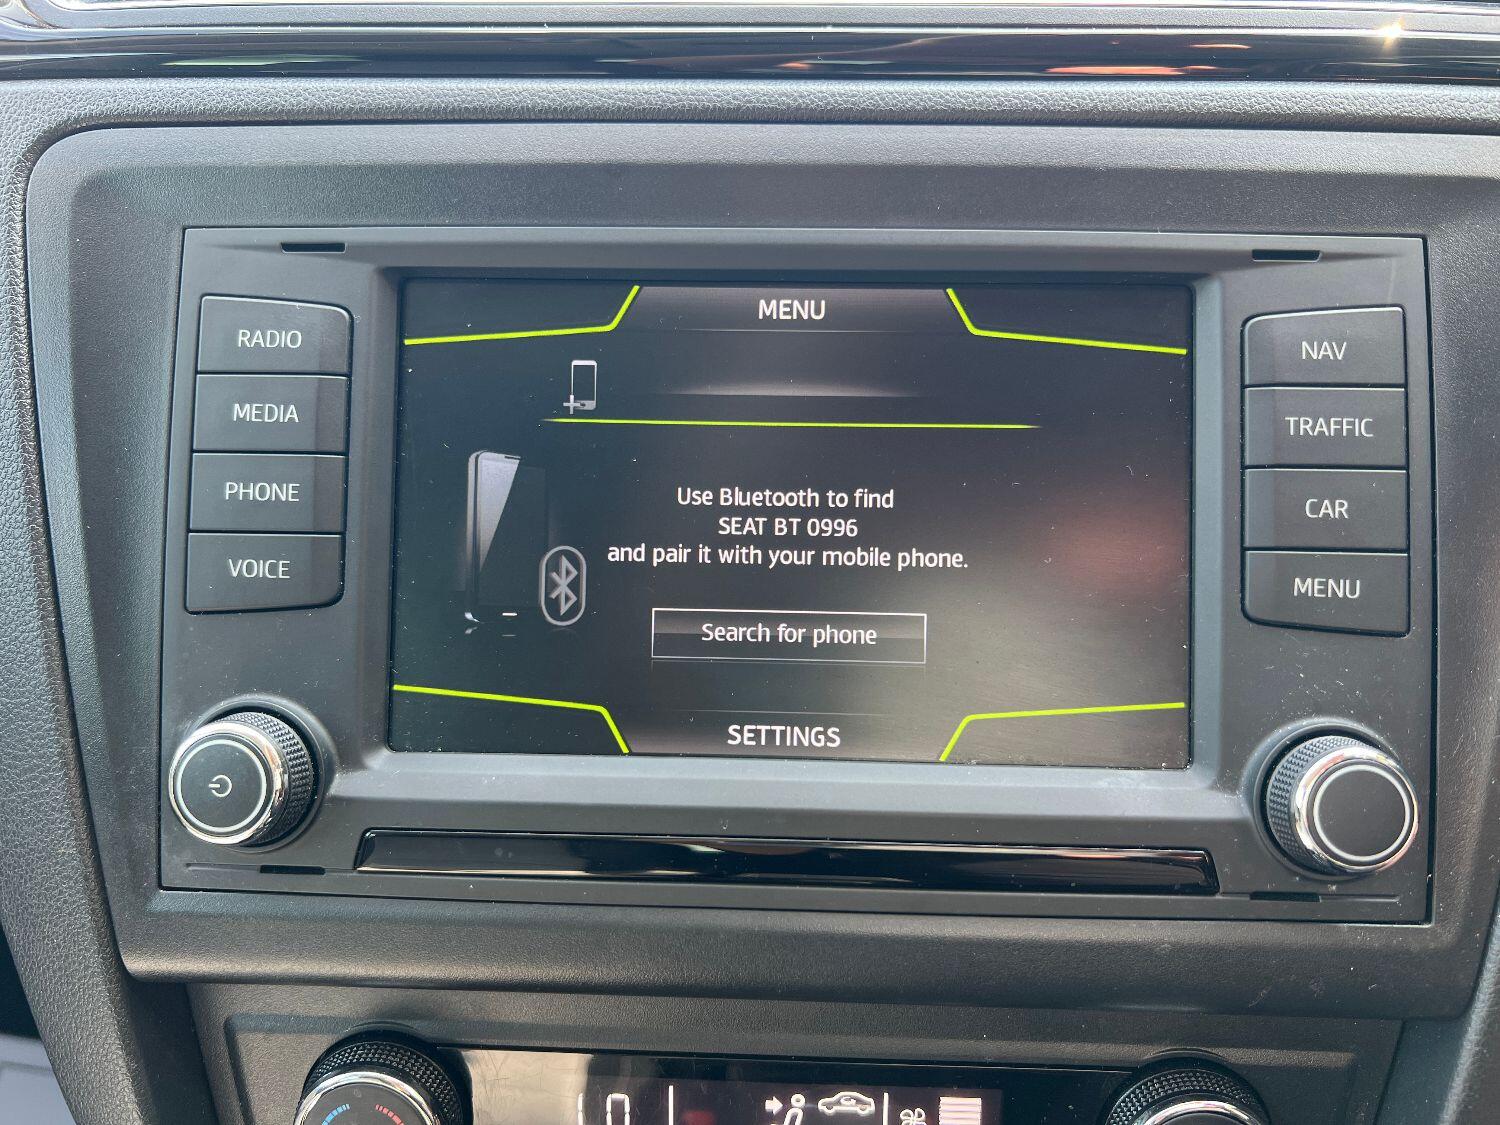 MENU
RADIO
MEDIA
PHONE
VOICE
Use Bluetooth to find
SEAT BT 0996
and pair it with your mobile phone.
Search for phone
SETTINGS
NAV
TRAFFIC
CAR
MENU